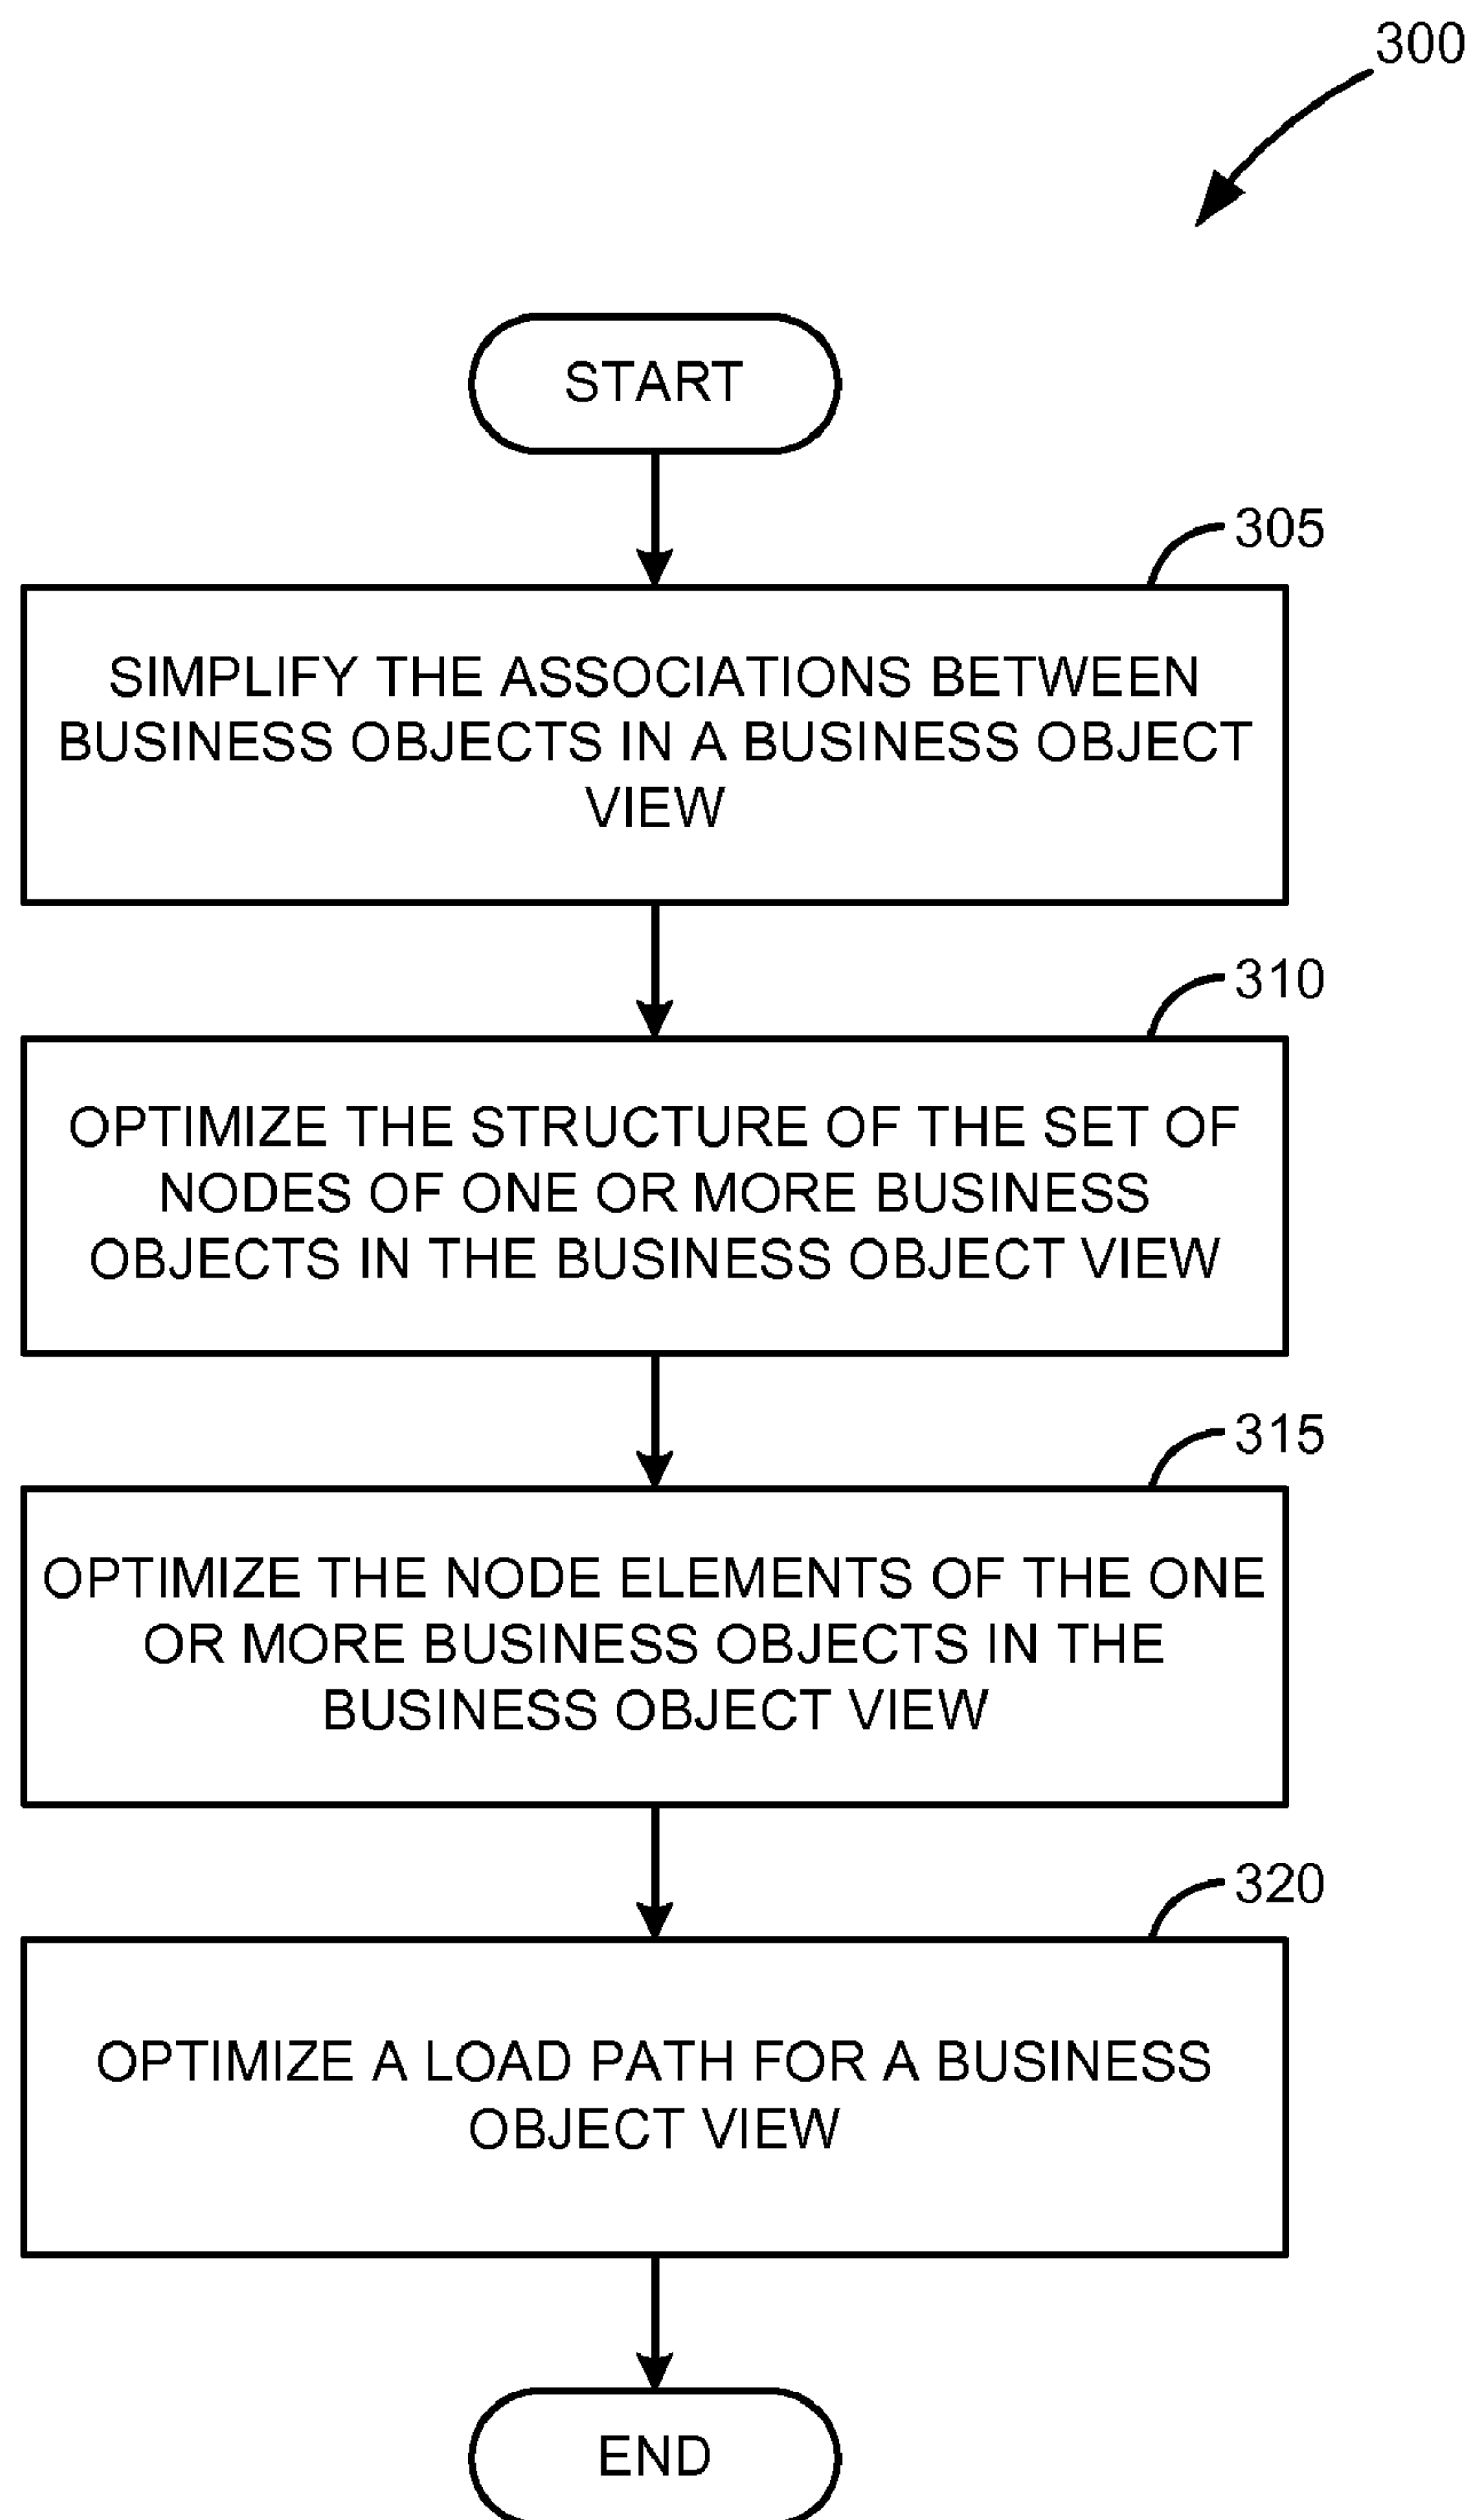 300
START
305
SIMPLIFY THE ASSOCIATIONS BETWEEN
BUSINESS OBJECTS IN A BUSINESS OBJECT
VIEW
310
OPTIMIZE THE STRUCTURE OF THE SET OF
NODES OF ONE OR MORE BUSINESS
OBJECTS IN THE BUSINESS OBJECT VIEW
315
OPTIMIZE THE NODE ELEMENTS OF THE ONE
OR MORE BUSINESS OBJECTS IN THE
BUSINESS OBJECT VIEW
320
OPTIMIZE A LOAD PATH FOR A BUSINESS
OBJECT VIEW
END